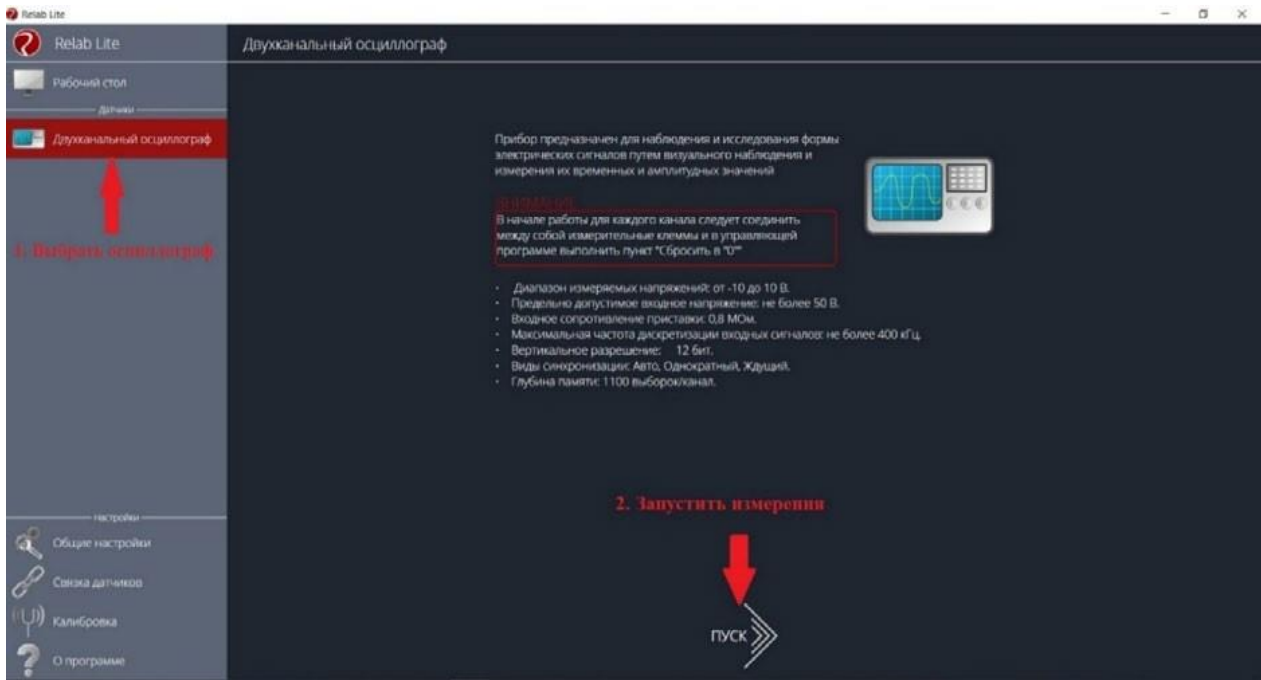 Relab Lite
Relab Lite
Рабочий стол
Датчики
Двухканальный осциллограф
1. Выбрать осциллограф
Настройки
Общие настройки
Связка датчиков
Калибровка
О программе
Двухканальный осциллограф
Прибор предназначен для наблюдения и исследования формы
электрических сигналов путем визуального наблюдения и
измерения их временных и амплитудных значений
ВНИМАНИЕ
В начале работы для каждого канала следует соединить
между собой измерительные клеммы и в управляющей
программе выполнить пункт "Сбросить в "0""
· Диапазон измеряемых напряжений: от -10 до 10 В.
· Предельно допустимое входное напряжение: не более 50 В.
· Входное сопротивление приставки: 0,8 МОм.
· Максимальная частота дискретизации входных сигналов: не более 400 кГц.
· Вертикальное разрешение: 12 бит.
· Виды синхронизации: Авто, Однократный, Ждущий.
· Глубина памяти: 1100 выборок/канал.
2. Запустить измерения
ПУСК